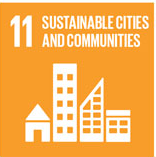 11 SUSTAINABLE CITIES
AND COMMUNITIES